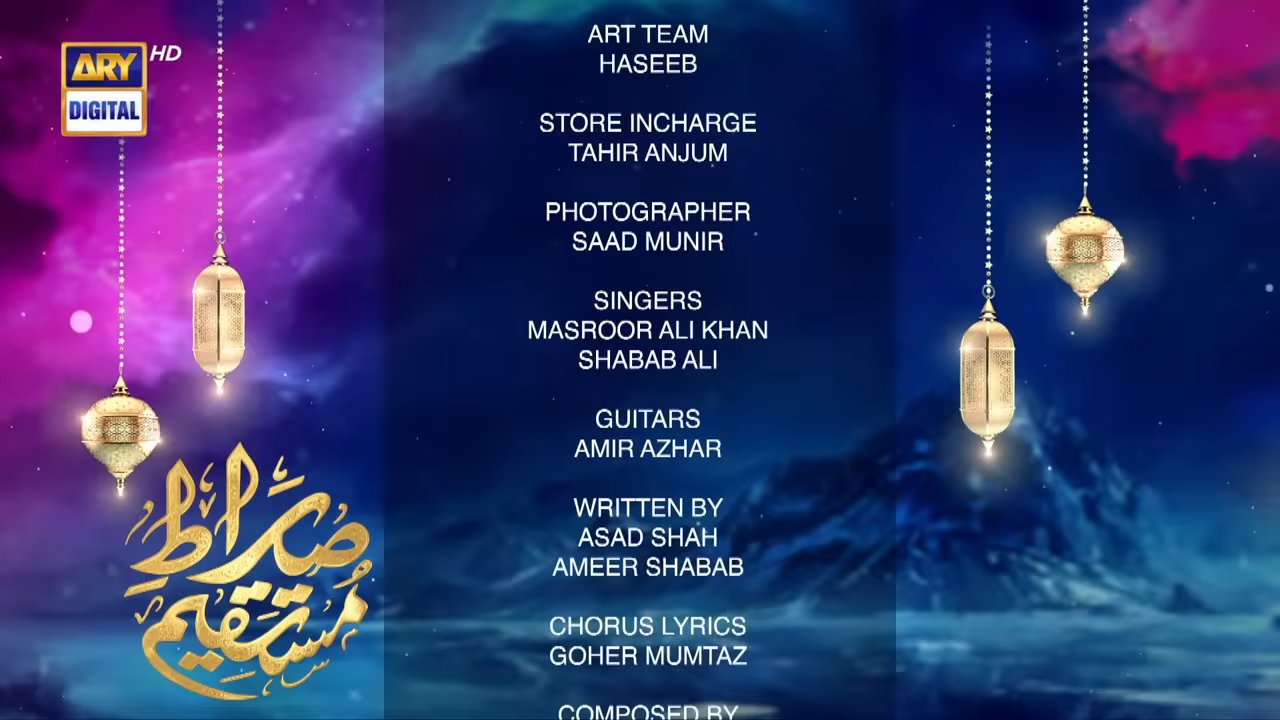 ARY
HD
DIGITAL
ART TEAM
HASEEB
STORE INCHARGE
TAHIR ANJUM
PHOTOGRAPHER
SAAD MUNIR
SINGERS
MASROOR ALI KHAN
SHABAB ALI
GUITARS
AMIR AZHAR
WRITTEN BY
ASAD SHAH
AMEER SHABAB
CHORUS LYRICS
GOHER MUMTAZ
COMPOSED BY
صراط
مستقیم